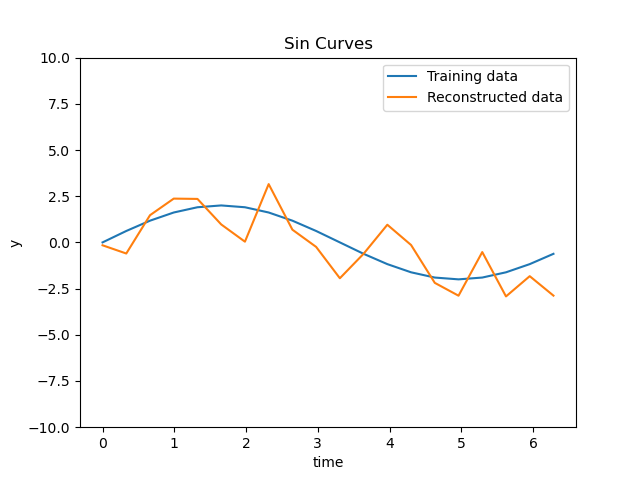 Sin Curves
Training data
Reconstructed data
10.0
7.5
5.0
2.5
0.0
−2.5
−5.0
−7.5
−10.0
y
0 1 2 3 4 5 6
time